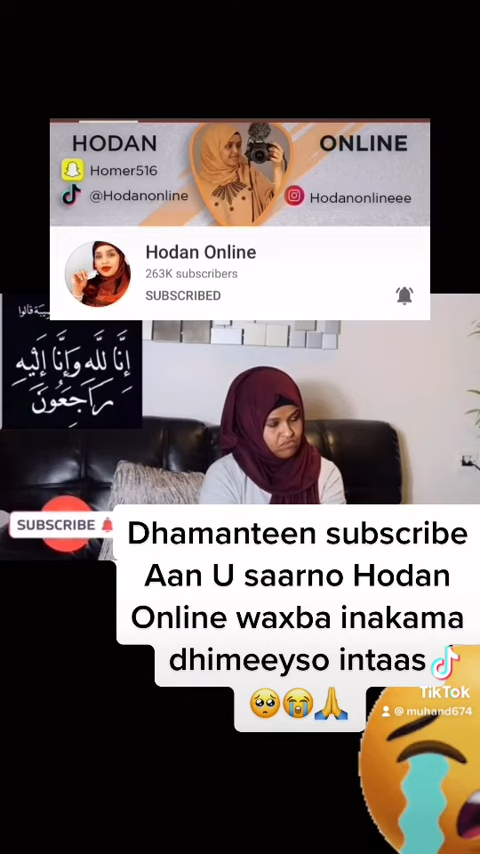 HODAN
ONLINE
Homer516
@Hodanonline
Hodanonlineee
Hodan Online
263K subscribers
SUBSCRIBED
قالوا
إِنَّا لِلَّٰهِ وَإِنَّا إِلَيْهِ
رَاجِعُونَ
SUBSCRIBE
Dhamanteen subscribe
Aan U saarno Hodan
Online waxba inakama
dhimeeyso intaas
🥺😭🙏
TikTok
@muhand674